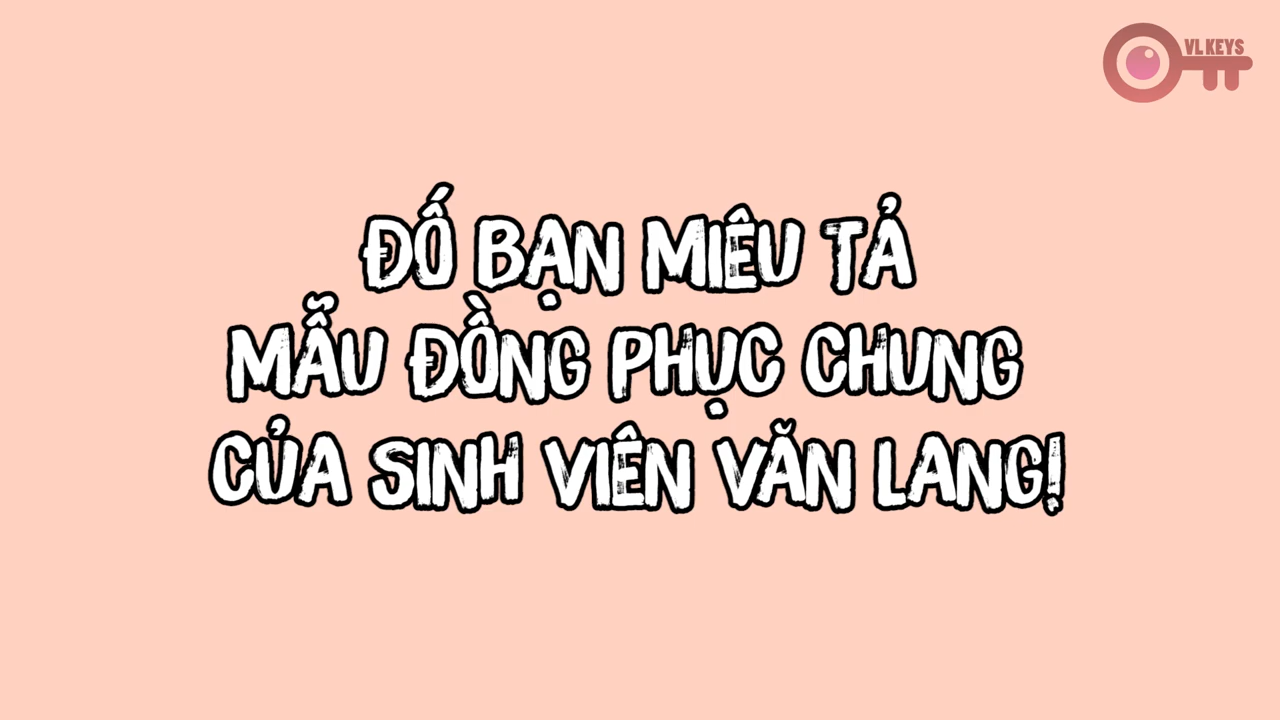 VL KEYS
ĐỐ BẠN MIÊU TẢ
MẪU ĐỒNG PHỤC CHUNG
CỦA SINH VIÊN VĂN LANG!